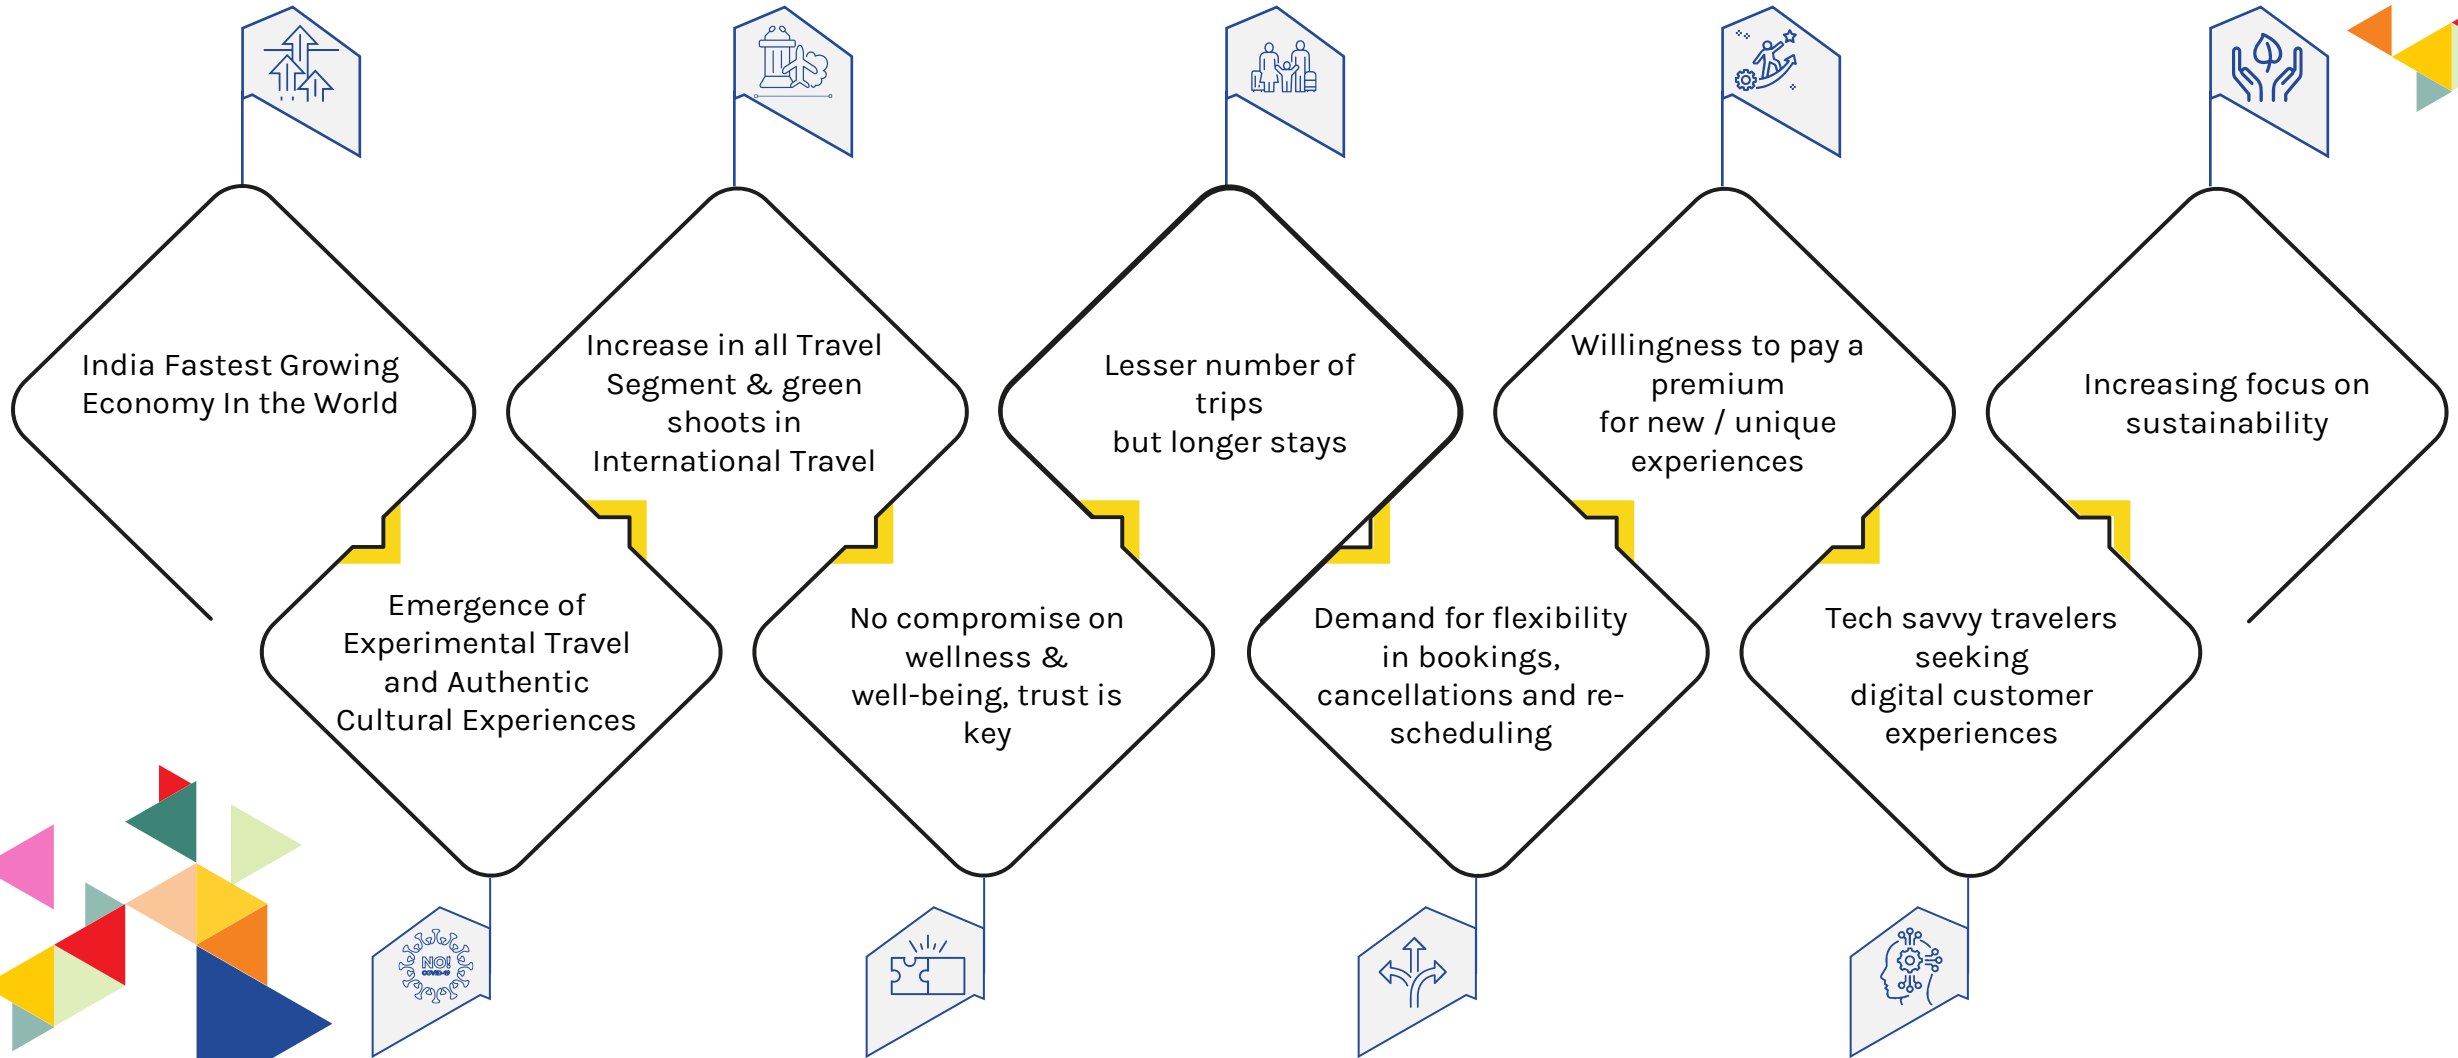 India Fastest Growing
Economy In the World
Increase in all Travel
Segment & green
shoots in
International Travel
Lesser number of
trips
but longer stays
Willingness to pay a
premium
for new / unique
experiences
Increasing focus on
sustainability
Emergence of
Experimental Travel
and Authentic
Cultural Experiences
No compromise on
wellness &
well-being, trust is
key
Demand for flexibility
in bookings,
cancellations and re-
scheduling
Tech savvy travelers
seeking
digital customer
experiences
NO!
COVID-19